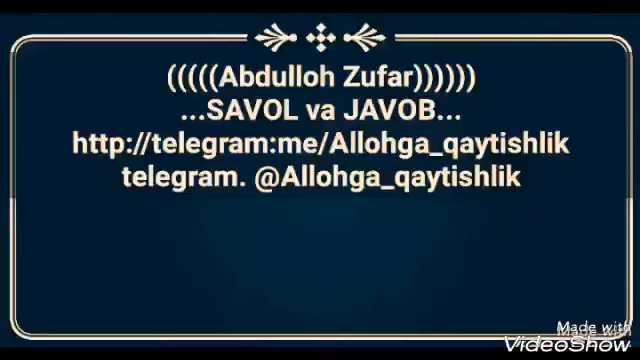 (((((Abdulloh Zufar))))))
...SAVOL va JAVOB...
http://telegram:me/Allohga_qaytishlik
telegram. @Allohga_qaytishlik
Made with
VideoShow